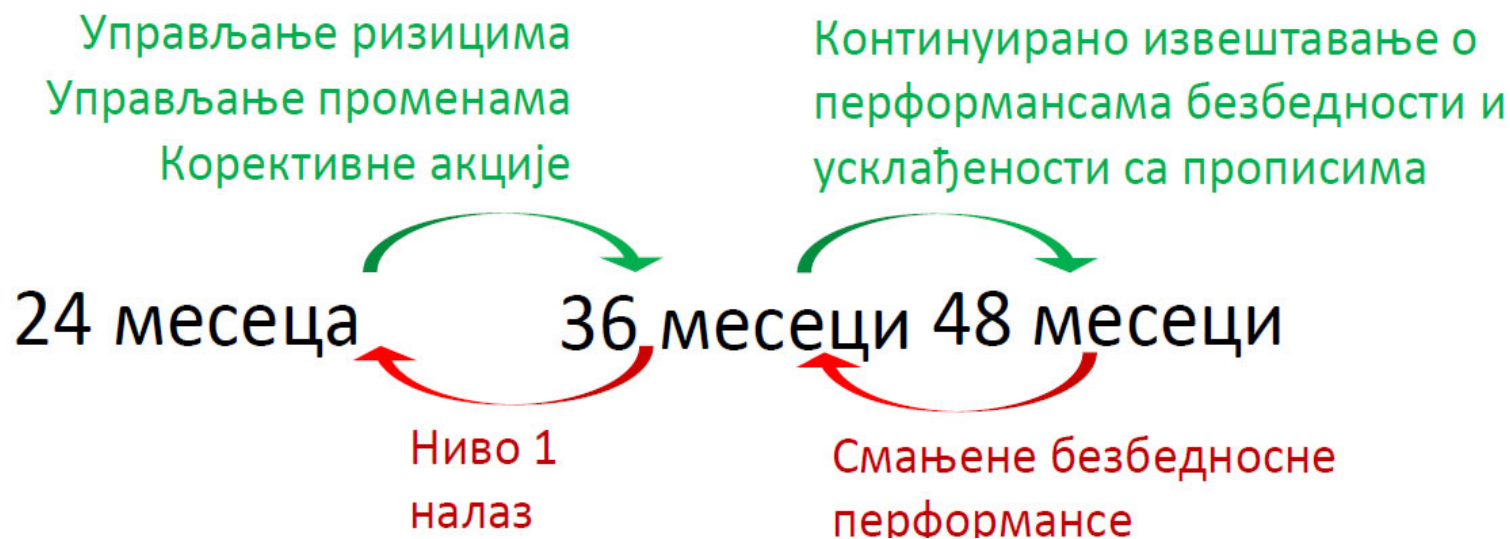 Управљање ризицима
Управљање променама
Корективне акције
Континуирано извештавање о
перформансама безбедности и
усклађености са прописима
24 месеца
36 месеци
48 месеци
Ниво 1
налаз
Смањене безбедносне
перформансе